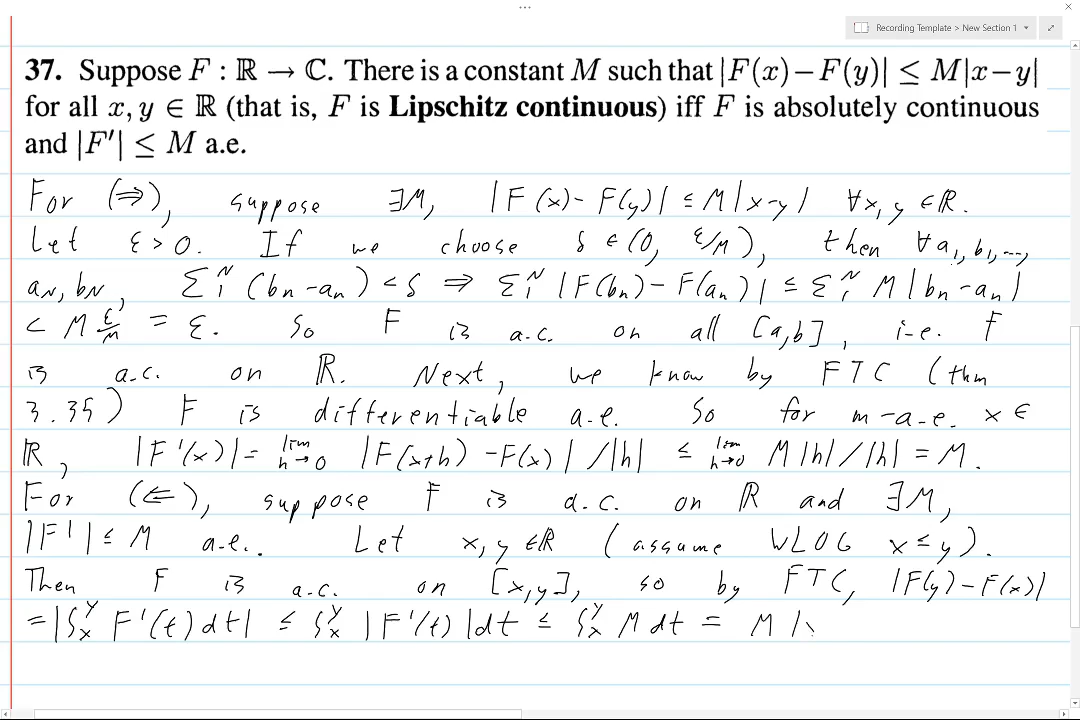 ...
Recording Template > New Section 1
37. Suppose F : ℝ → ℂ. There is a constant M such that |F(x)−F(y)| ≤ M|x−y|
for all x, y ∈ ℝ (that is, F is Lipschitz continuous) iff F is absolutely continuous
and |F′| ≤ M a.e.
For (⇒), suppose ∃M, |F(x)- F(y)| ≤ M|x-y| ∀x, y ∈ℝ.
Let ε > 0. If we choose δ ∈ (0, ε/M), then ∀a₁, b₁, ...,
a_N, b_N, Σ₁ᴺ (b_n-a_n) < δ ⇒ Σ₁ᴺ |F(b_n)- F(a_n)| ≤ Σ₁ᴺ M|b_n-a_n|
< M ε/M = ε. So F is a.c. on all [a,b], i.e. F
is a.c. on ℝ. Next, we know by FTC (thm
3.35) F is differentiable a.e. So for m-a.e. x ∈
ℝ, |F'(x)| = lim h→0 |F(x+h) -F(x)|/|h| ≤ lim h→0 M|h|/|h| = M.
For (⇐), suppose F is a.c. on ℝ and ∃M,
|F'| ≤ M a.e.. Let x, y ∈ℝ (assume WLOG x≤y).
Then F is a.c. on [x,y], so by FTC, |F(y)-F(x)|
= |∫ₓʸ F'(t)dt| ≤ ∫ₓʸ |F'(t)|dt ≤ ∫ₓʸ M dt = M |